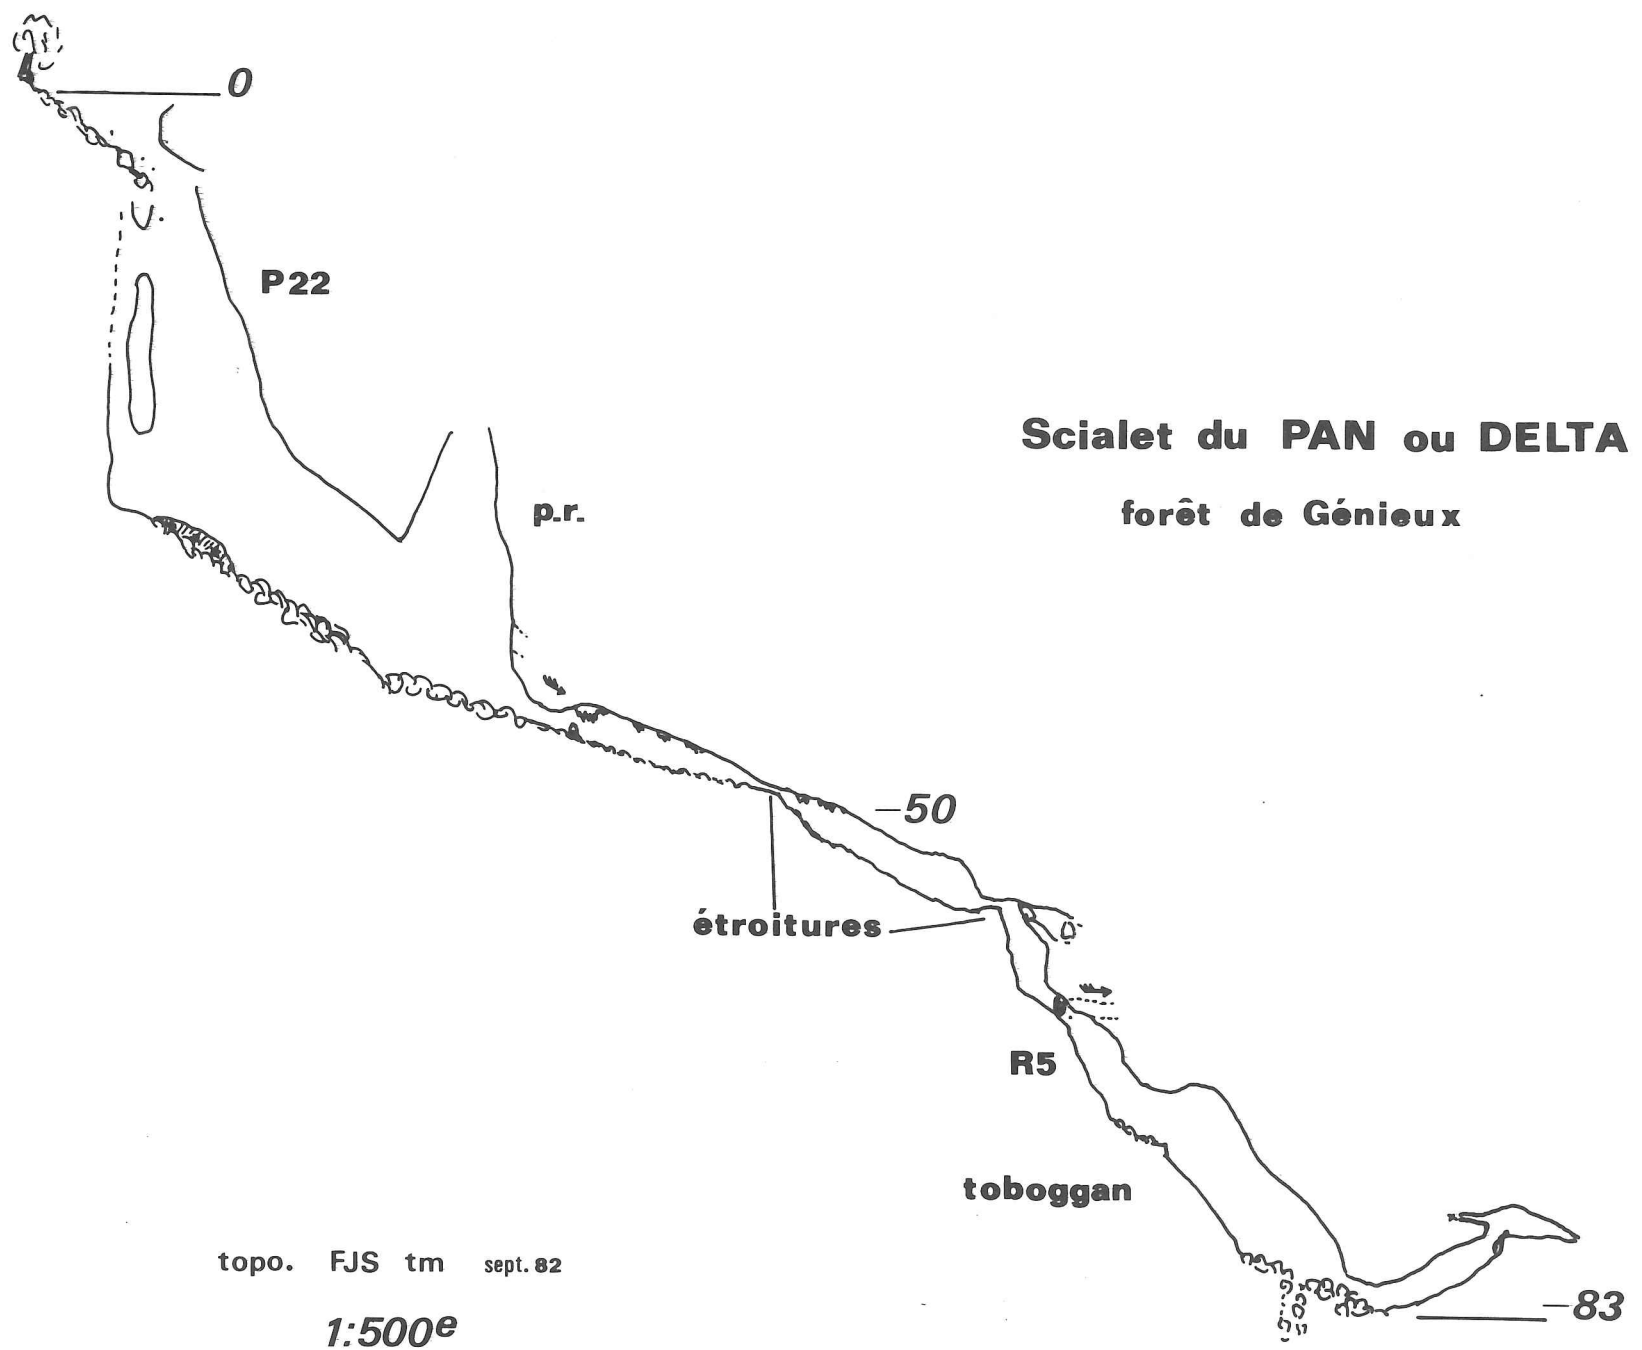 0
P22
Scialet du PAN ou DELTA
forêt de Génieux
p.r.
-50
étroitures
R5
toboggan
topo. FJS tm sept. 82
1:500e
-83